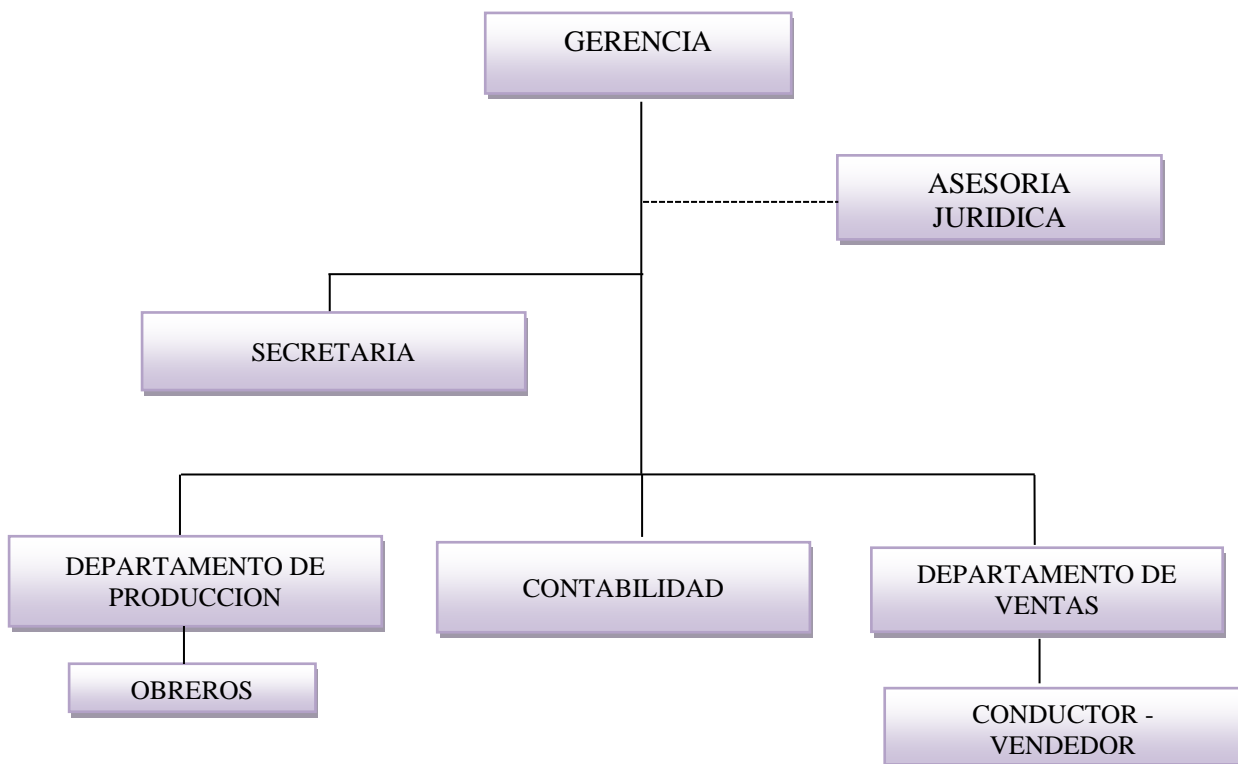 GERENCIA
ASESORIA
JURIDICA
SECRETARIA
DEPARTAMENTO DE
PRODUCCION
CONTABILIDAD
DEPARTAMENTO DE
VENTAS
OBREROS
CONDUCTOR -
VENDEDOR